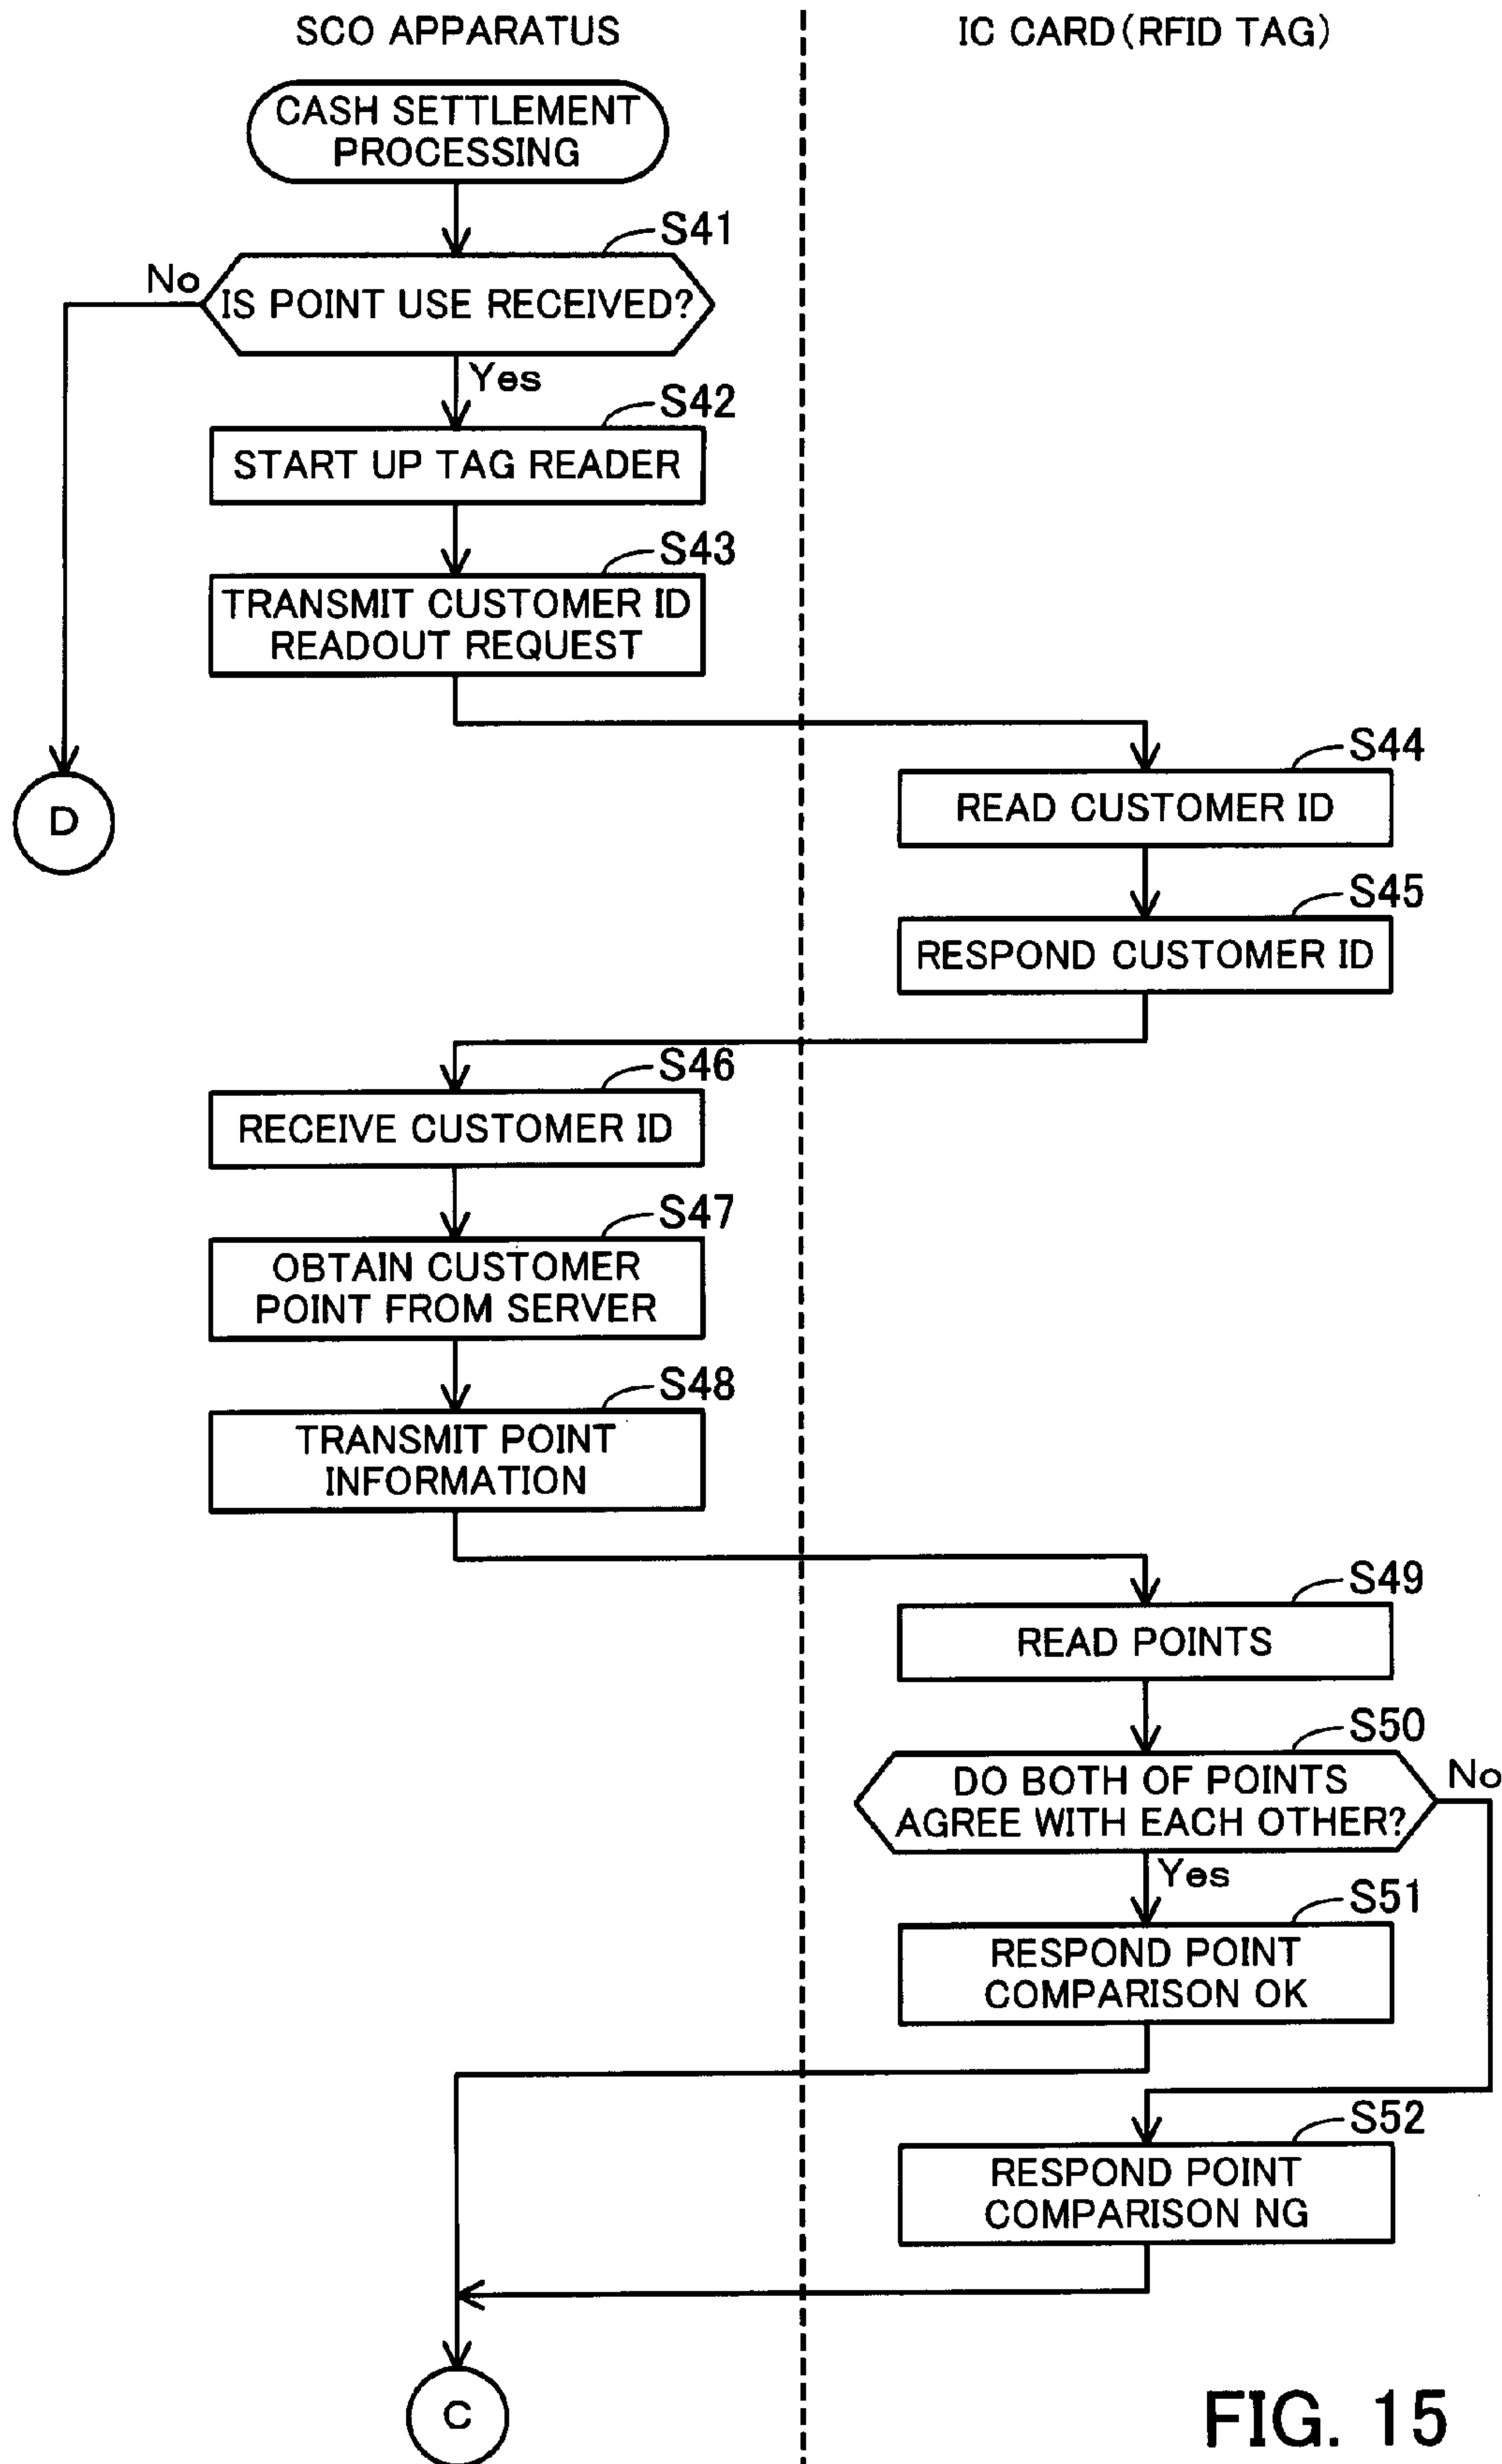 SCO APPARATUS
IC CARD(RFID TAG)
CASH SETTLEMENT
PROCESSING
S41
No
IS POINT USE RECEIVED?
Yes
S42
START UP TAG READER
S43
TRANSMIT CUSTOMER ID
READOUT REQUEST
S44
READ CUSTOMER ID
D
S45
RESPOND CUSTOMER ID
S46
RECEIVE CUSTOMER ID
S47
OBTAIN CUSTOMER
POINT FROM SERVER
S48
TRANSMIT POINT
INFORMATION
S49
READ POINTS
S50
DO BOTH OF POINTS
AGREE WITH EACH OTHER?
No
Yes
S51
RESPOND POINT
COMPARISON OK
S52
RESPOND POINT
COMPARISON NG
C
FIG. 15